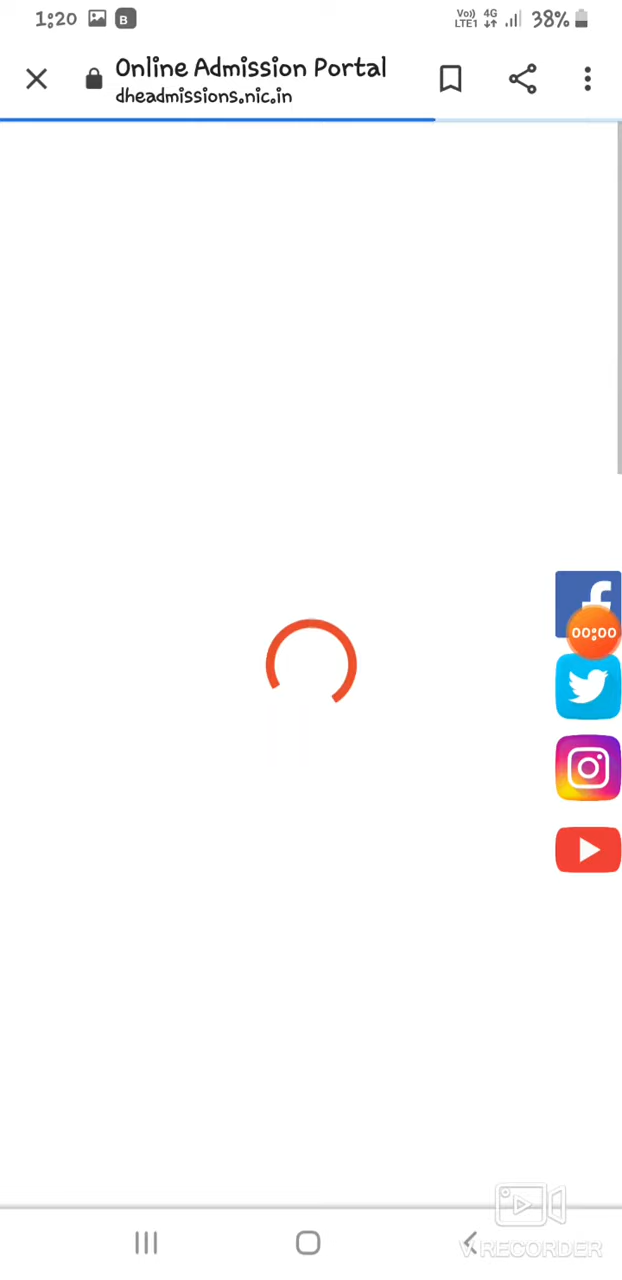 1:20 B Vo)) 4G LTE1 38%
Online Admission Portal
dheadmissions.nic.in
00:00
V RECORDER